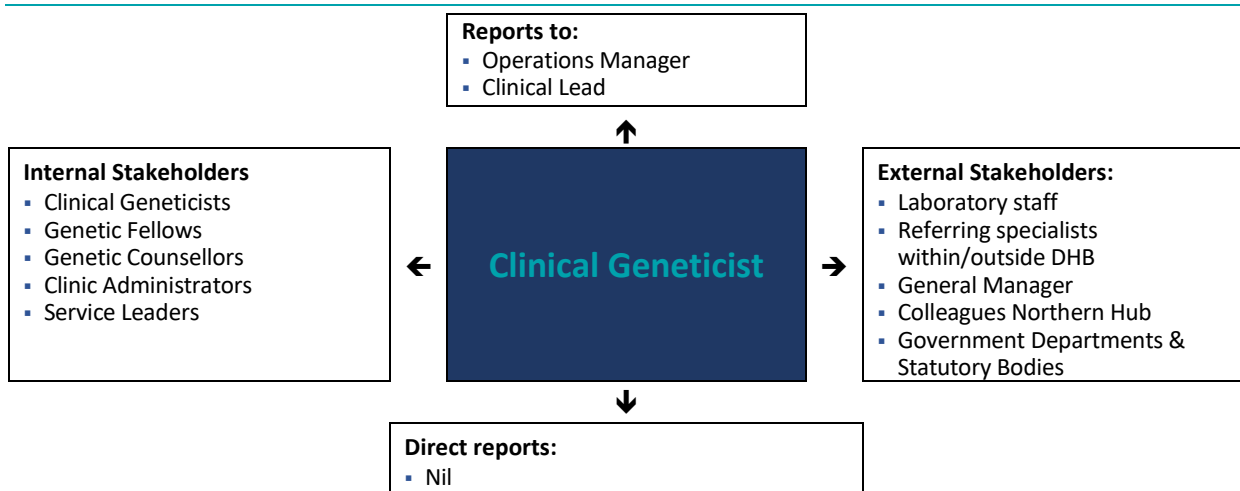 Reports to:
▪ Operations Manager
▪ Clinical Lead
Internal Stakeholders
▪ Clinical Geneticists
▪ Genetic Fellows
▪ Genetic Counsellors
▪ Clinic Administrators
▪ Service Leaders
Clinical Geneticist
External Stakeholders:
▪ Laboratory staff
▪ Referring specialists
within/outside DHB
▪ General Manager
▪ Colleagues Northern Hub
▪ Government Departments &
Statutory Bodies
Direct reports:
▪ Nil